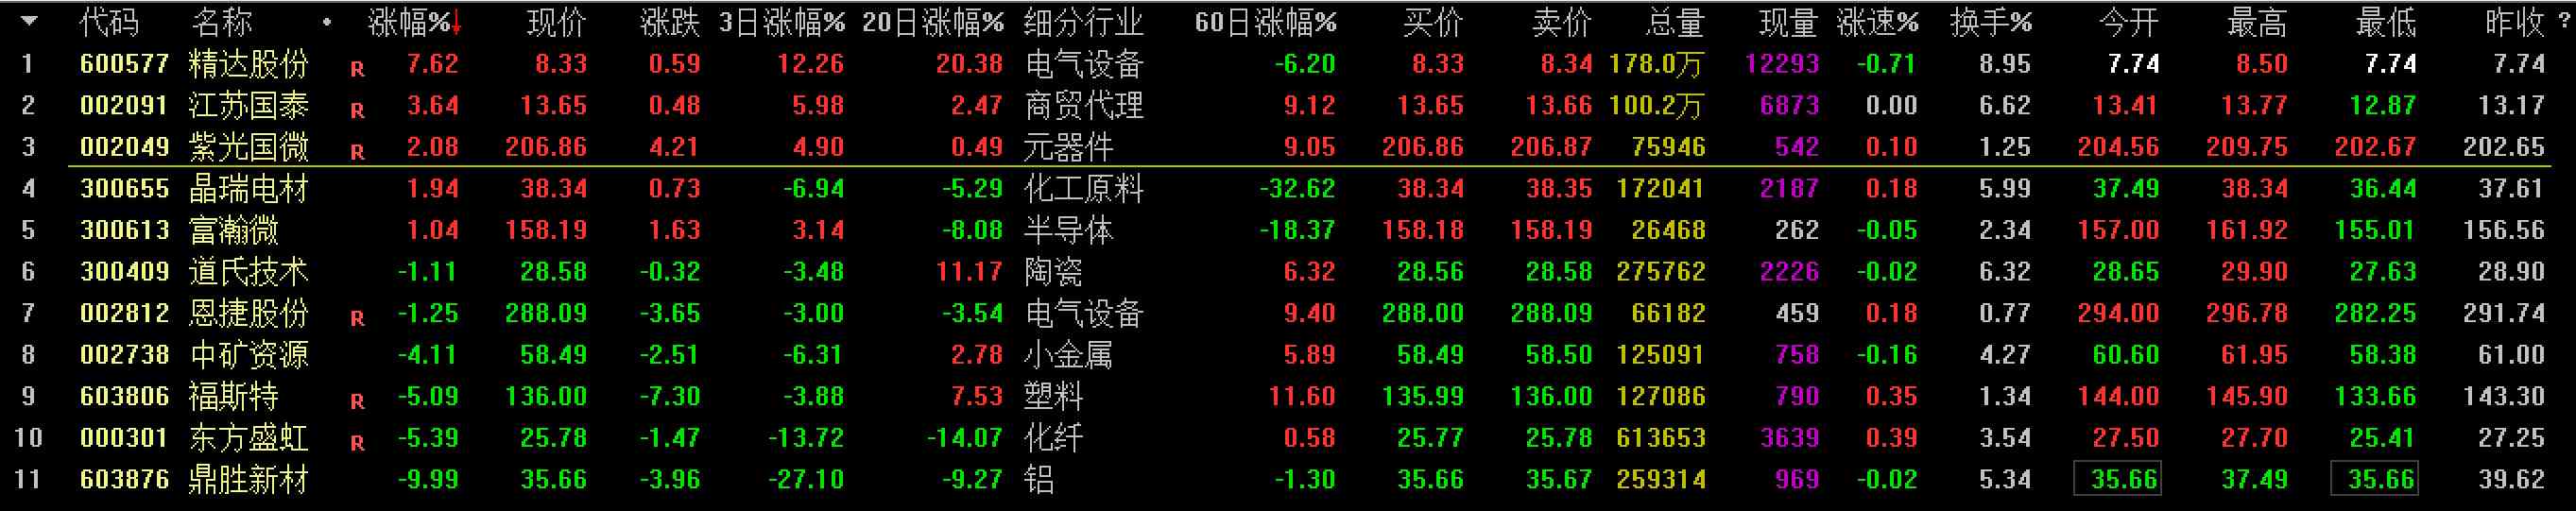 代码 名称 · 涨幅%↓ 现价 涨跌 3日涨幅% 20日涨幅% 细分行业 60日涨幅% 买价 卖价 总量 现量 涨速% 换手% 今开 最高 最低 昨收 ?
1 600577 精达股份 R 7.62 8.33 0.59 12.26 20.38 电气设备 -6.20 8.33 8.34 178.0万 12293 -0.71 8.95 7.74 8.50 7.74 7.74
2 002091 江苏国泰 R 3.64 13.65 0.48 5.98 2.47 商贸代理 9.12 13.65 13.66 100.2万 6873 0.00 6.62 13.41 13.77 12.87 13.17
3 002049 紫光国微 R 2.08 206.86 4.21 4.90 0.49 元器件 9.05 206.86 206.87 75946 542 0.10 1.25 204.56 209.75 202.67 202.65
4 300655 晶瑞电材 1.94 38.34 0.73 -6.94 -5.29 化工原料 -32.62 38.34 38.35 172041 2187 0.18 5.99 37.49 38.34 36.44 37.61
5 300613 富瀚微 1.04 158.19 1.63 3.14 -8.08 半导体 -18.37 158.18 158.19 26468 262 -0.05 2.34 157.00 161.92 155.01 156.56
6 300409 道氏技术 -1.11 28.58 -0.32 -3.48 11.17 陶瓷 6.32 28.56 28.58 275762 2226 -0.02 6.32 28.65 29.90 27.63 28.90
7 002812 恩捷股份 R -1.25 288.09 -3.65 -3.00 -3.54 电气设备 9.40 288.00 288.09 66182 459 0.18 0.77 294.00 296.78 282.25 291.74
8 002738 中矿资源 -4.11 58.49 -2.51 -6.31 2.78 小金属 5.89 58.49 58.50 125091 758 -0.16 4.27 60.60 61.95 58.38 61.00
9 603806 福斯特 R -5.09 136.00 -7.30 -3.88 7.53 塑料 11.60 135.99 136.00 127086 790 0.35 1.34 144.00 145.90 133.66 143.30
10 000301 东方盛虹 R -5.39 25.78 -1.47 -13.72 -14.07 化纤 0.58 25.77 25.78 613653 3639 0.39 3.54 27.50 27.70 25.41 27.25
11 603876 鼎胜新材 -9.99 35.66 -3.96 -27.10 -9.27 铝 -1.30 35.66 35.67 259314 969 -0.02 5.34 35.66 37.49 35.66 39.62